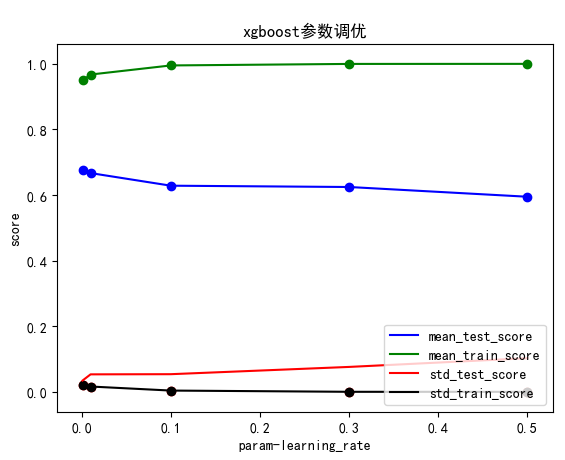 xgboost参数调优
1.0
0.8
0.6
0.4
0.2
0.0
score
0.0 0.1 0.2 0.3 0.4 0.5
param-learning_rate
mean_test_score
mean_train_score
std_test_score
std_train_score